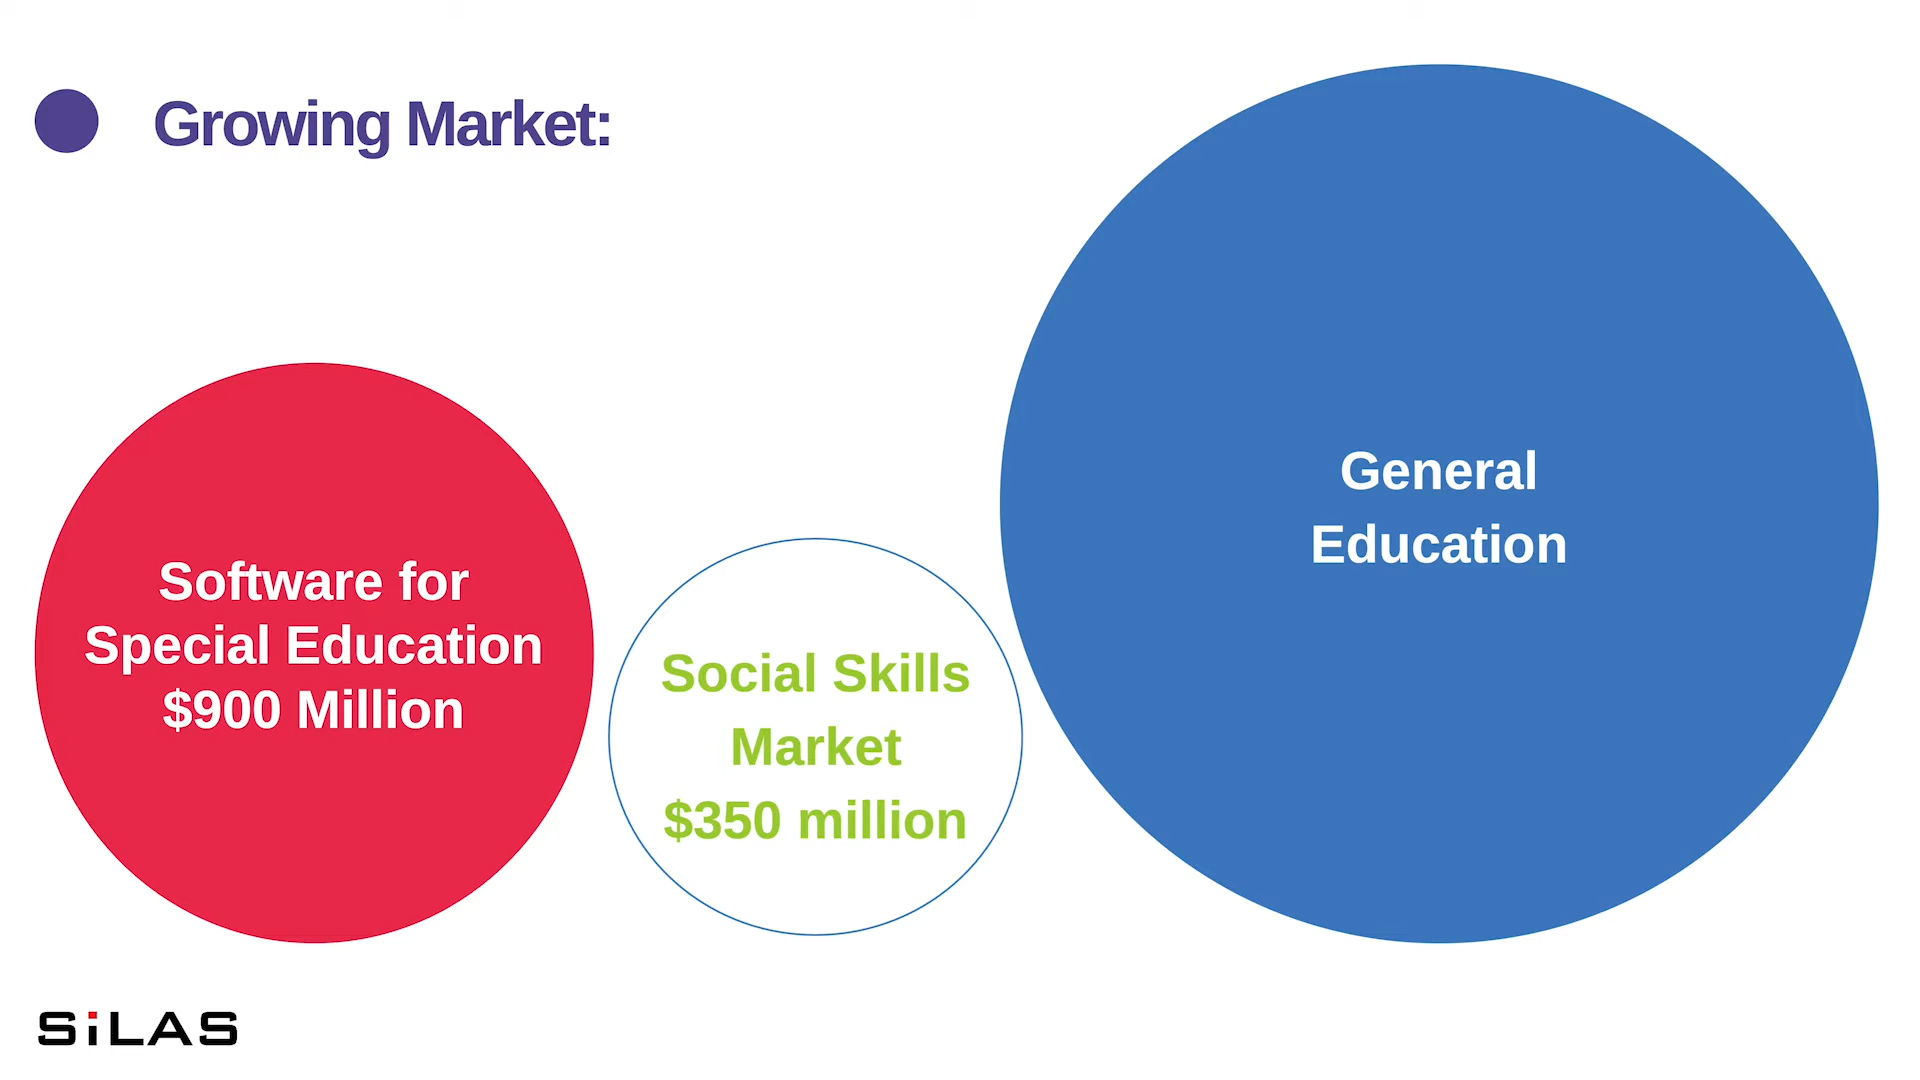 Growing Market:
Software for
Special Education
$900 Million
Social Skills
Market
$350 million
General
Education
SiLAS